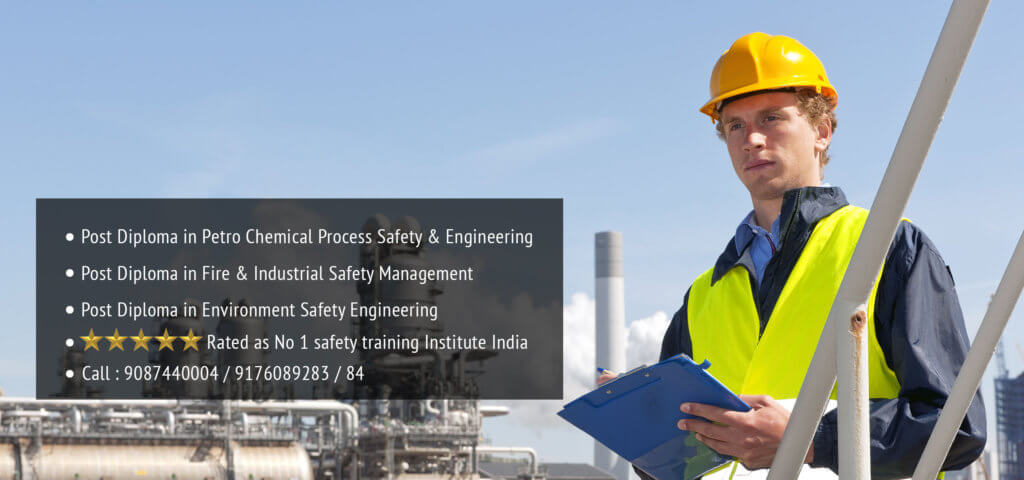 • Post Diploma in Petro Chemical Process Safety & Engineering
• Post Diploma in Fire & Industrial Safety Management
• Post Diploma in Environment Safety Engineering
• ★★★★★ Rated as No 1 safety training Institute India
• Call : 9087440004 / 9176089283 / 84